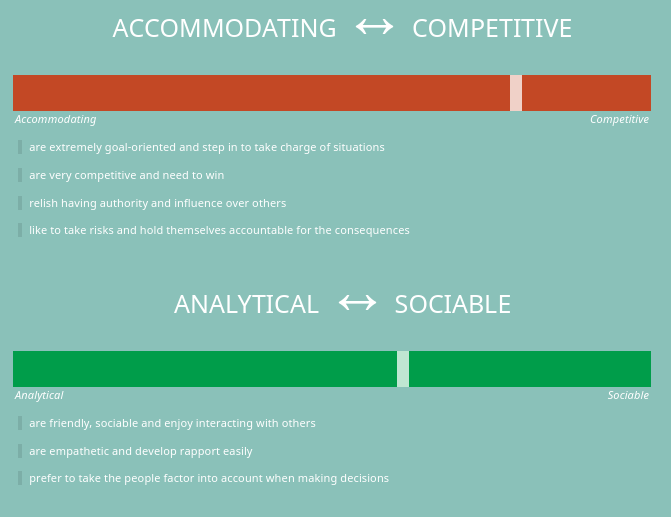 ACCOMMODATING ↔ COMPETITIVE
Accommodating Competitive
are extremely goal-oriented and step in to take charge of situations
are very competitive and need to win
relish having authority and influence over others
like to take risks and hold themselves accountable for the consequences
ANALYTICAL ↔ SOCIABLE
Analytical Sociable
are friendly, sociable and enjoy interacting with others
are empathetic and develop rapport easily
prefer to take the people factor into account when making decisions